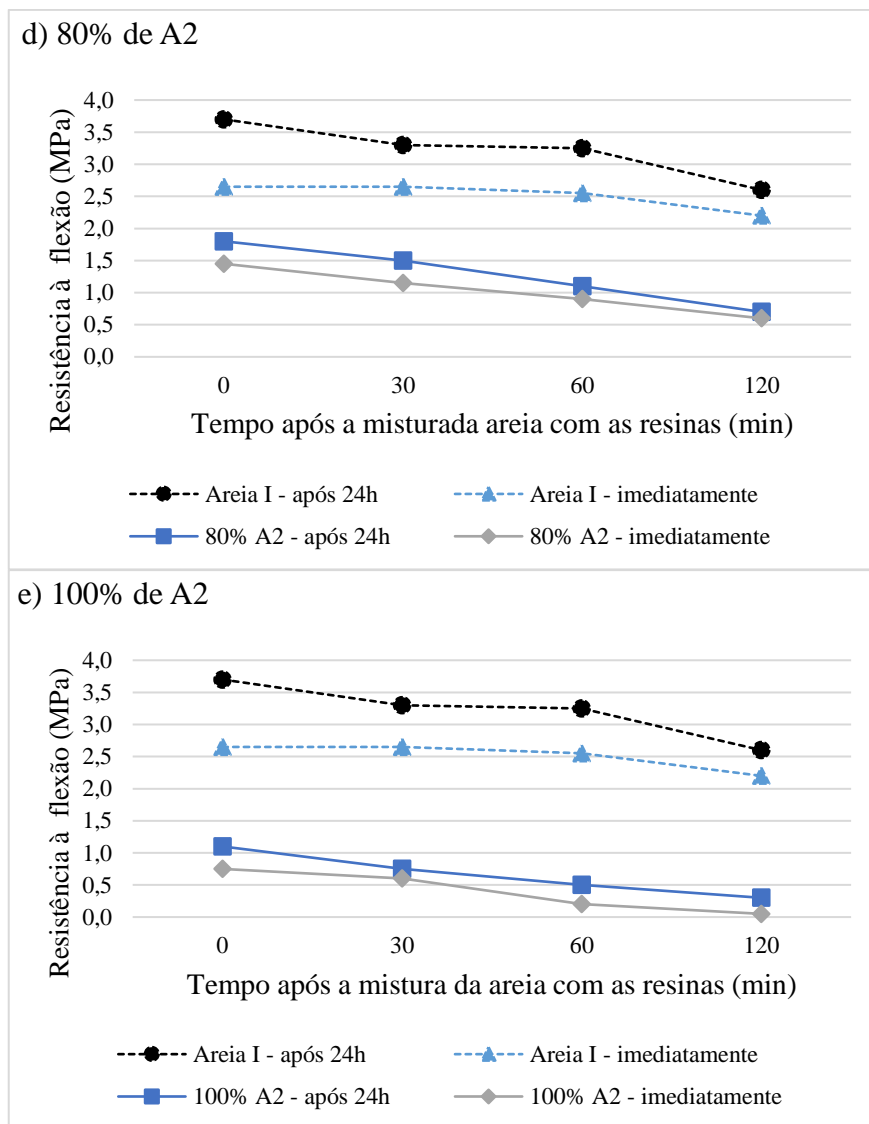 d) 80% de A2
Resistência à flexão (MPa)
4,0
3,5
3,0
2,5
2,0
1,5
1,0
0,5
0,0
0 30 60 120
Tempo após a misturada areia com as resinas (min)
Areia I - após 24h Areia I - imediatamente
80% A2 - após 24h 80% A2 - imediatamente
e) 100% de A2
Resistência à flexão (MPa)
4,0
3,5
3,0
2,5
2,0
1,5
1,0
0,5
0,0
0 30 60 120
Tempo após a mistura da areia com as resinas (min)
Areia I - após 24h Areia I - imediatamente
100% A2 - após 24h 100% A2 - imediatamente